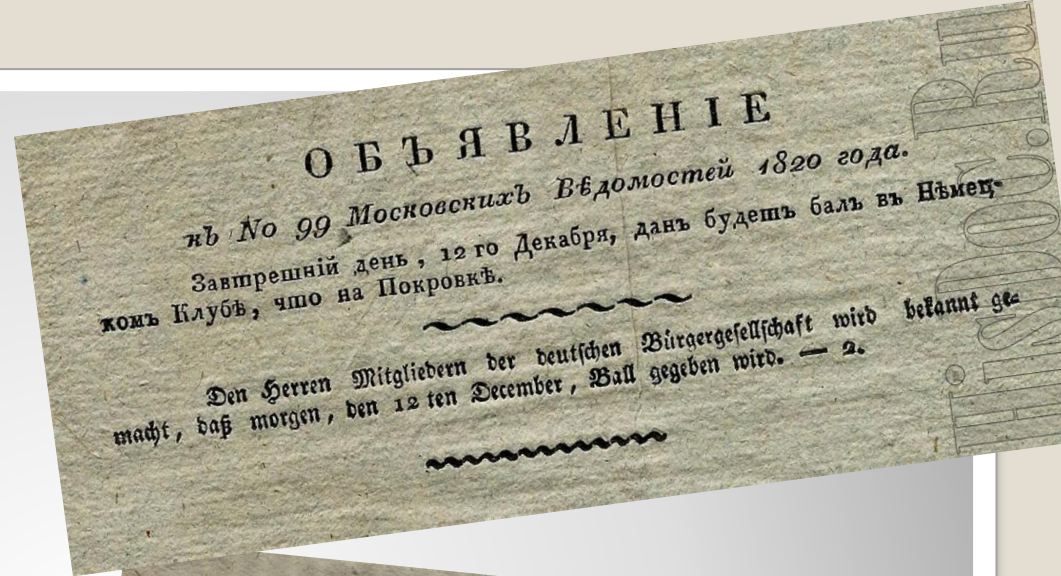 ОБЪЯВЛЕНІЕ
къ No 99 Московскихъ Вѣдомостей 1820 года.
Завтрешній день, 12 го Декабря, данъ будетъ балъ въ Нѣмец-
комъ Клубѣ, что на Покровкѣ.
Den Herren Mitgliedern der deutſchen Bürgergeſellſchaft wird bekannt ge-
macht, daß morgen, den 12 ten December, Ball gegeben wird. — 2.
HisDoc.Ru